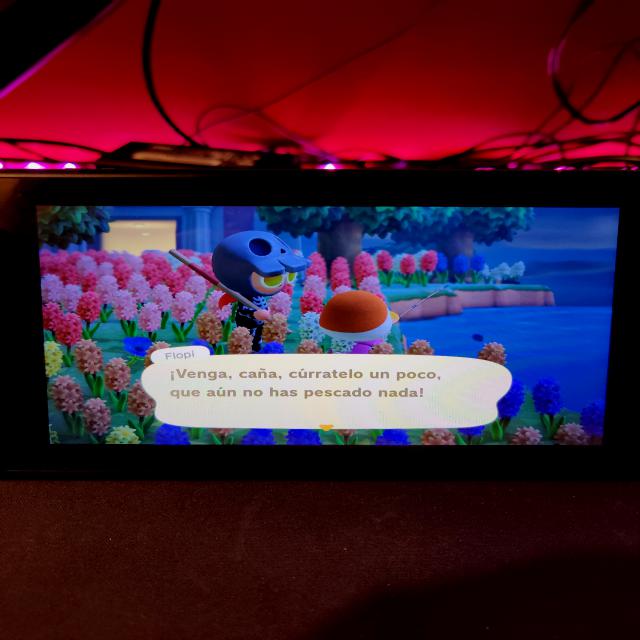 Flopi
¡Venga, caña, cúrratelo un poco,
que aún no has pescado nada!